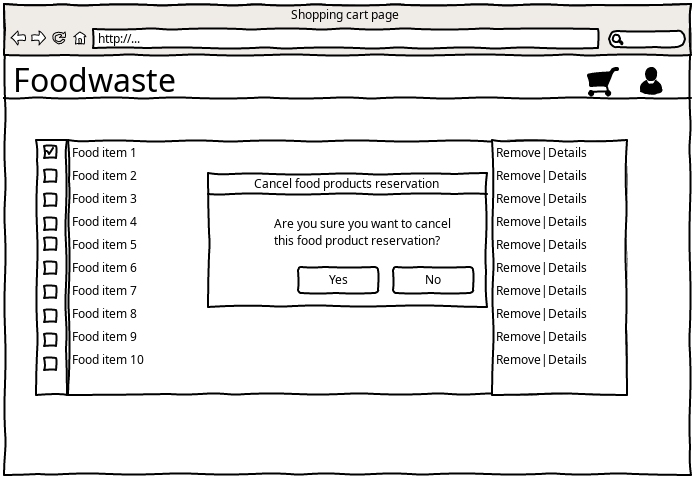 Shopping cart page
http://...
Foodwaste
Food item 1
Remove|Details
Food item 2
Remove|Details
Food item 3
Remove|Details
Food item 4
Remove|Details
Food item 5
Remove|Details
Food item 6
Remove|Details
Food item 7
Remove|Details
Food item 8
Remove|Details
Food item 9
Remove|Details
Food item 10
Remove|Details
Cancel food products reservation
Are you sure you want to cancel
this food product reservation?
Yes
No